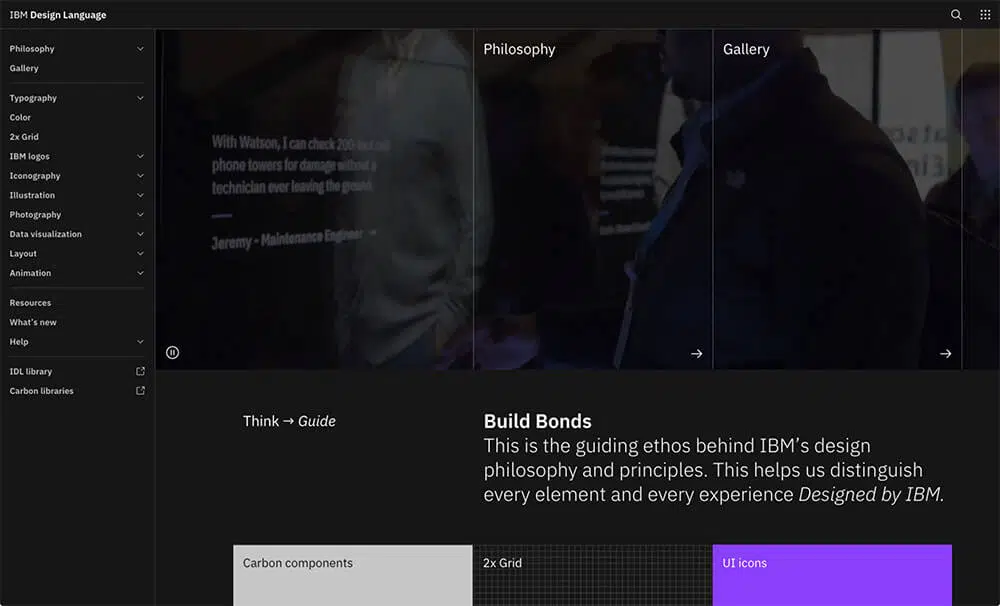 IBM Design Language
Philosophy
Gallery
Typography
Color
2x Grid
IBM logos
Iconography
Illustration
Photography
Data visualization
Layout
Animation
Resources
What's new
Help
IDL library
Carbon libraries
With Watson, I can check 200-foot cell
phone towers for damage without a
technician ever leaving the ground.
Jeremy - Maintenance Engineer
Philosophy
Gallery
Think → Guide
Build Bonds
This is the guiding ethos behind IBM's design
philosophy and principles. This helps us distinguish
every element and every experience Designed by IBM.
Carbon components
2x Grid
UI icons